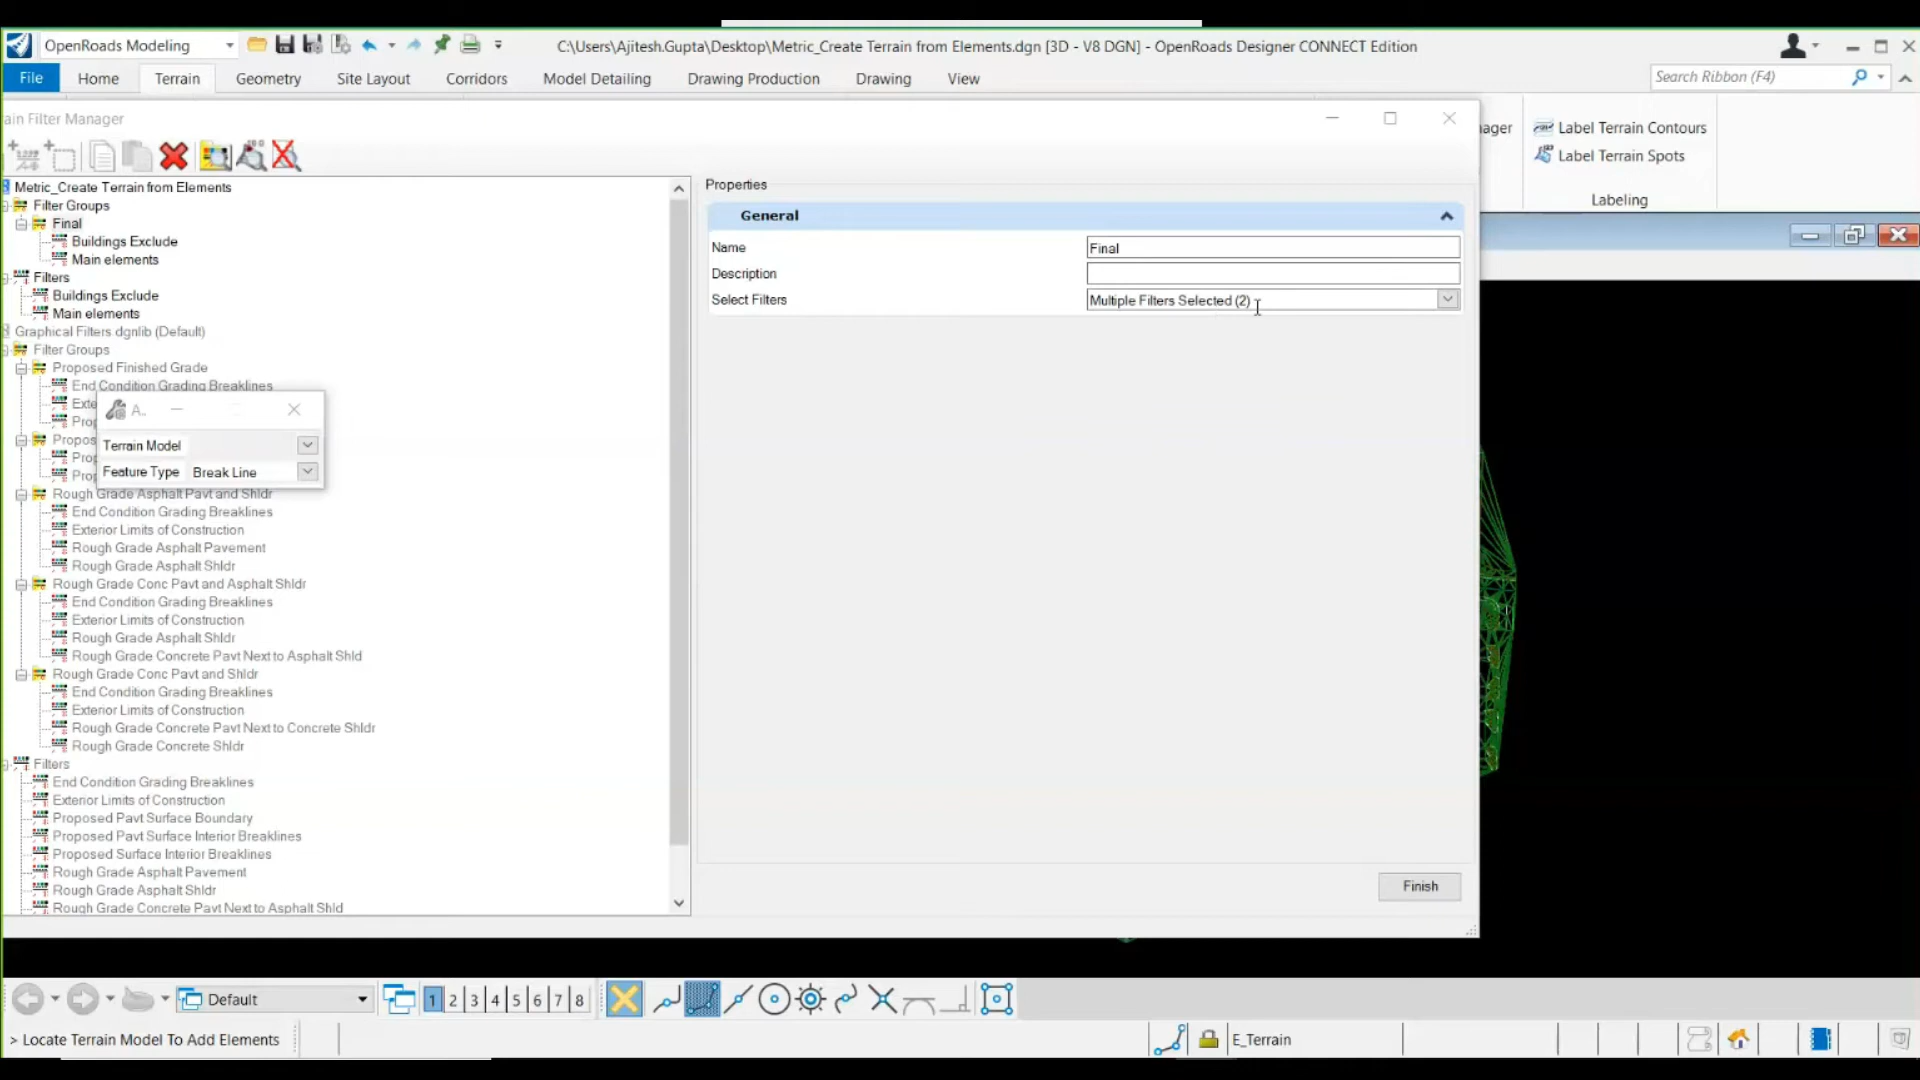 OpenRoads Modeling
C:\Users\Ajitesh.Gupta\Desktop\Metric_Create Terrain from Elements.dgn [3D - V8 DGN] - OpenRoads Designer CONNECT Edition
File Home Terrain Geometry Site Layout Corridors Model Detailing Drawing Production Drawing View
Search Ribbon (F4)
ain Filter Manager
ager
Label Terrain Contours
Label Terrain Spots
Labeling
Metric_Create Terrain from Elements
Filter Groups
Final
Buildings Exclude
Main elements
Filters
Buildings Exclude
Main elements
Graphical Filters dgnlib (Default)
Filter Groups
Proposed Finished Grade
End Condition Grading Breaklines
Exte
Prop
Propos
Prop
Prop
Rough Grade Asphalt Pavt and Shldr
End Condition Grading Breaklines
Exterior Limits of Construction
Rough Grade Asphalt Pavement
Rough Grade Asphalt Shldr
Rough Grade Conc Pavt and Asphalt Shldr
End Condition Grading Breaklines
Exterior Limits of Construction
Rough Grade Asphalt Shldr
Rough Grade Concrete Pavt Next to Asphalt Shld
Rough Grade Conc Pavt and Shldr
End Condition Grading Breaklines
Exterior Limits of Construction
Rough Grade Concrete Pavt Next to Concrete Shldr
Rough Grade Concrete Shldr
Filters
End Condition Grading Breaklines
Exterior Limits of Construction
Proposed Pavt Surface Boundary
Proposed Pavt Surface Interior Breaklines
Proposed Surface Interior Breaklines
Rough Grade Asphalt Pavement
Rough Grade Asphalt Shldr
Rough Grade Concrete Pavt Next to Asphalt Shld
A..
Terrain Model
Feature Type Break Line
Properties
General
Name Final
Description
Select Filters Multiple Filters Selected (2)
Finish
Default
1 2 3 4 5 6 7 8
> Locate Terrain Model To Add Elements
E_Terrain